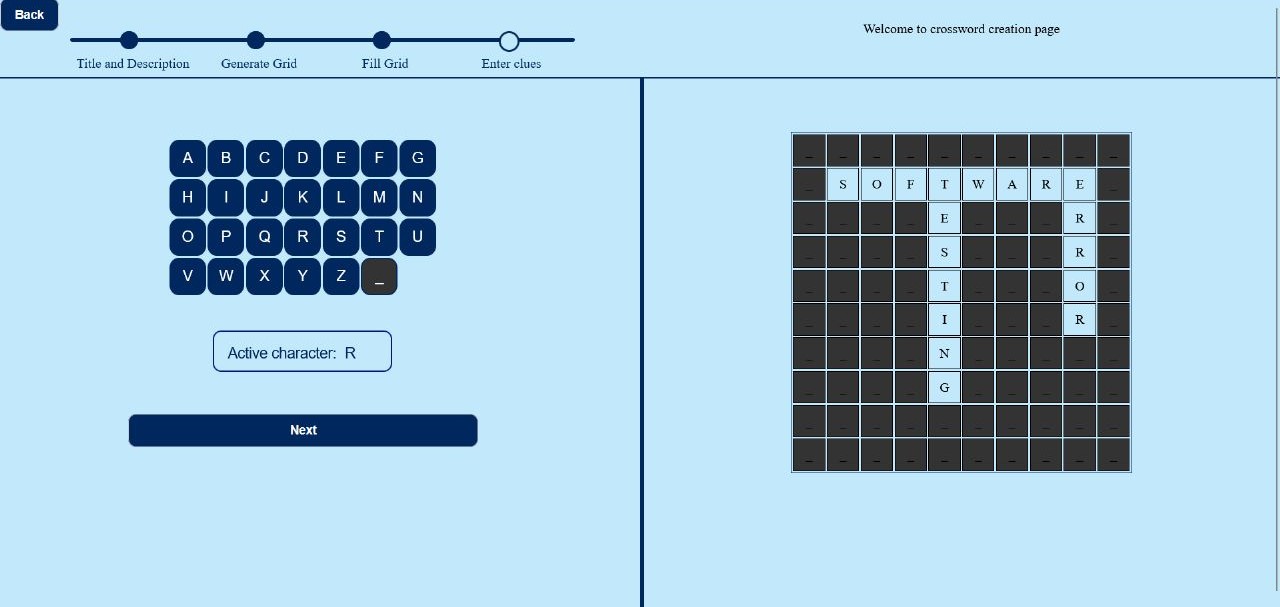 Back
Welcome to crossword creation page
Title and Description Generate Grid Fill Grid Enter clues
A B C D E F G
H I J K L M N
O P Q R S T U
V W X Y Z _
Active character: R
Next
_ _ _ _ _ _ _ _ _ _
_ S O F T W A R E _
_ _ _ _ E _ _ _ R _
_ _ _ _ S _ _ _ R _
_ _ _ _ T _ _ _ O _
_ _ _ _ I _ _ _ R _
_ _ _ _ N _ _ _ _ _
_ _ _ _ G _ _ _ _ _
_ _ _ _ _ _ _ _ _ _
_ _ _ _ _ _ _ _ _ _